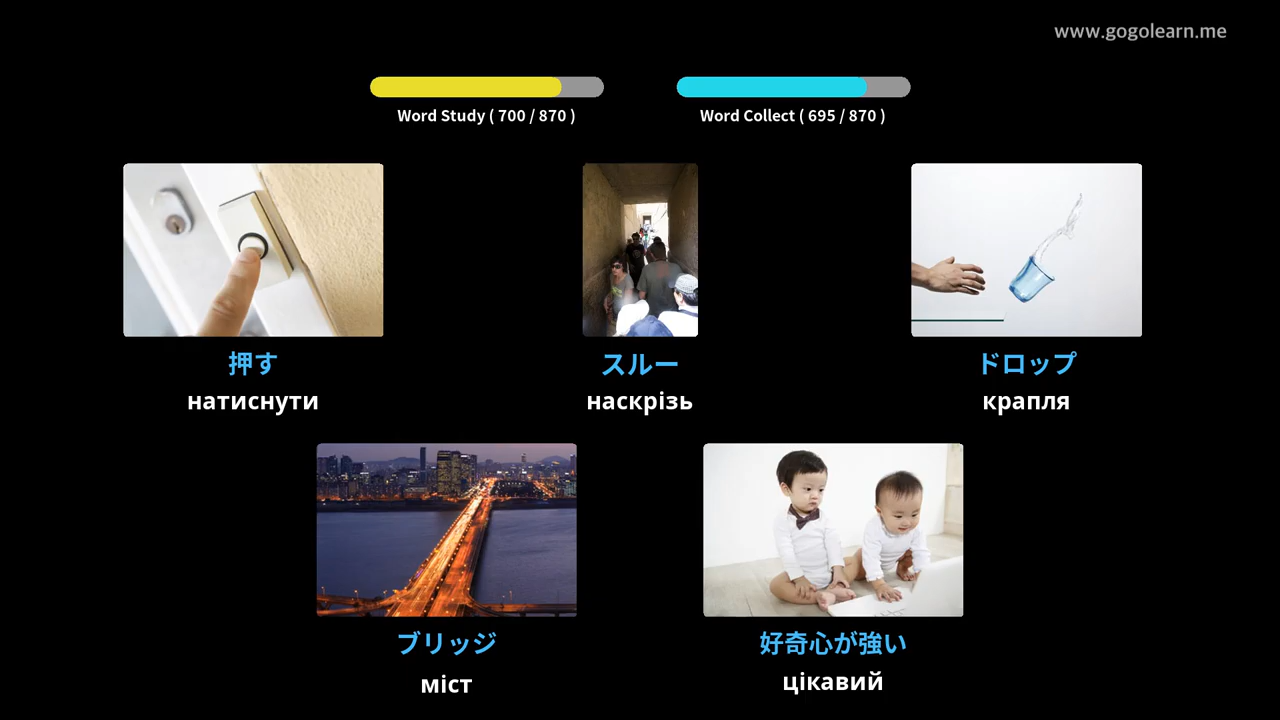 www.gogolearn.me
Word Study ( 700 / 870 )
Word Collect ( 695 / 870 )
押す
スルー
ドロップ
натиснути
наскрізь
крапля
ブリッジ
好奇心が強い
міст
цікавий